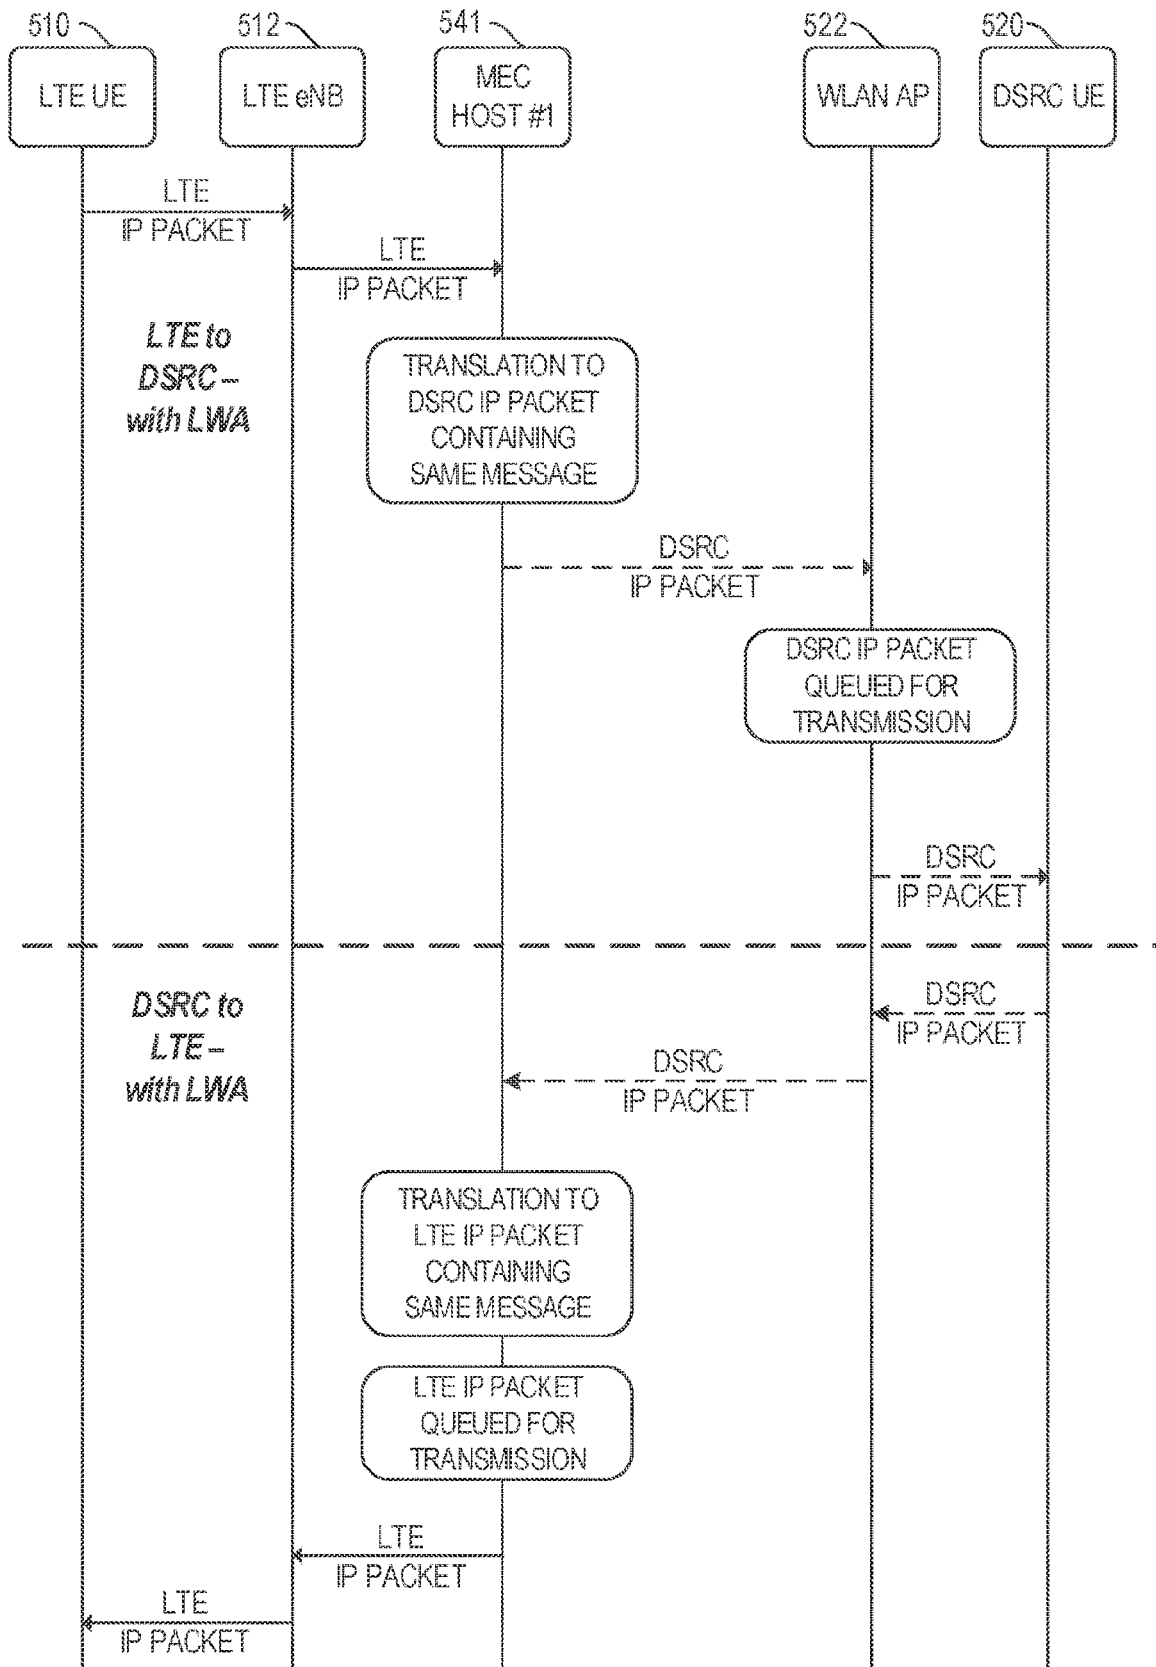 510
512
541
522
520
LTE UE
LTE eNB
MEC
HOST #1
WLAN AP
DSRC UE
LTE
IP PACKET
LTE
IP PACKET
LTE to
DSRC –
with LWA
TRANSLATION TO
DSRC IP PACKET
CONTAINING
SAME MESSAGE
DSRC
IP PACKET
DSRC IP PACKET
QUEUED FOR
TRANSMISSION
DSRC
IP PACKET
DSRC to
LTE –
with LWA
DSRC
IP PACKET
DSRC
IP PACKET
TRANSLATION TO
LTE IP PACKET
CONTAINING
SAME MESSAGE
LTE IP PACKET
QUEUED FOR
TRANSMISSION
LTE
IP PACKET
LTE
IP PACKET